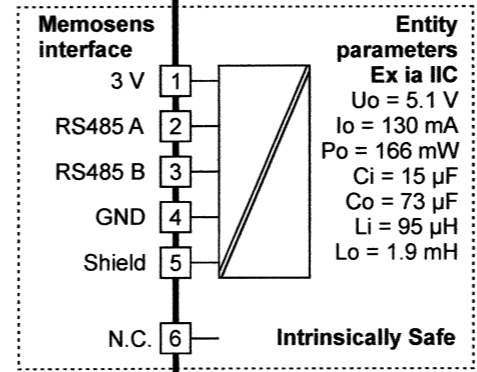 Memosens
interface
3 V 1
RS485 A 2
RS485 B 3
GND 4
Shield 5
N.C. 6
Entity
parameters
Ex ia IIC
Uo = 5.1 V
Io = 130 mA
Po = 166 mW
Ci = 15 µF
Co = 73 µF
Li = 95 µH
Lo = 1.9 mH
Intrinsically Safe